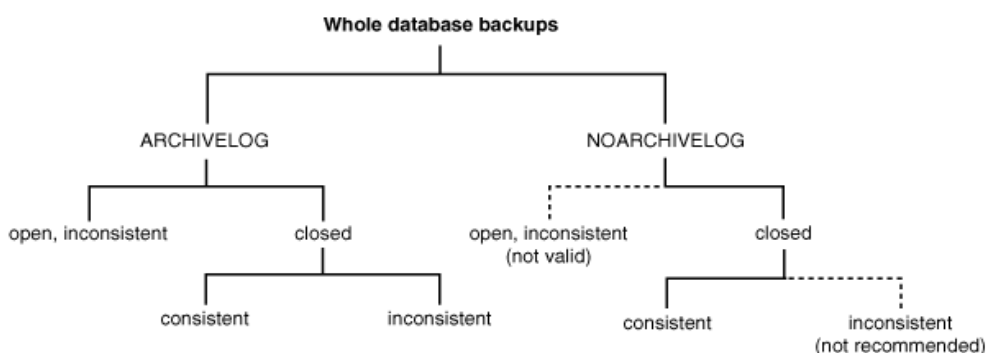 Whole database backups
ARCHIVELOG
NOARCHIVELOG
open, inconsistent
closed
open, inconsistent
(not valid)
closed
consistent
inconsistent
consistent
inconsistent
(not recommended)